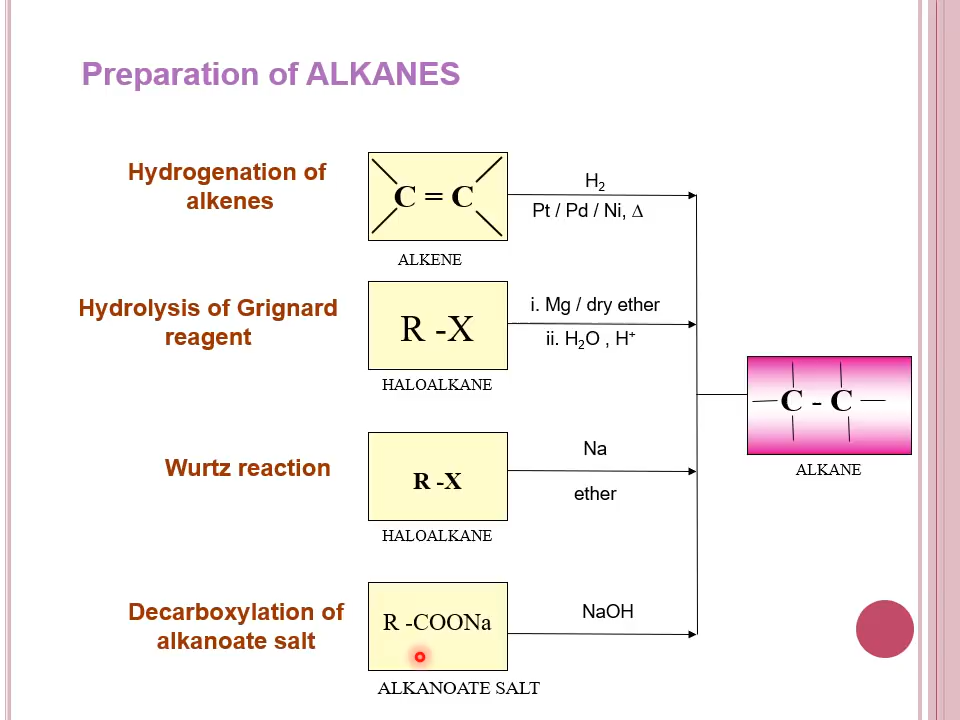 Preparation of ALKANES
Hydrogenation of
alkenes
C = C
ALKENE
H₂
Pt / Pd / Ni, Δ
Hydrolysis of Grignard
reagent
R -X
HALOALKANE
i. Mg / dry ether
ii. H₂O , H⁺
C - C
ALKANE
Wurtz reaction
R -X
HALOALKANE
Na
ether
Decarboxylation of
alkanoate salt
R -COONa
ALKANOATE SALT
NaOH